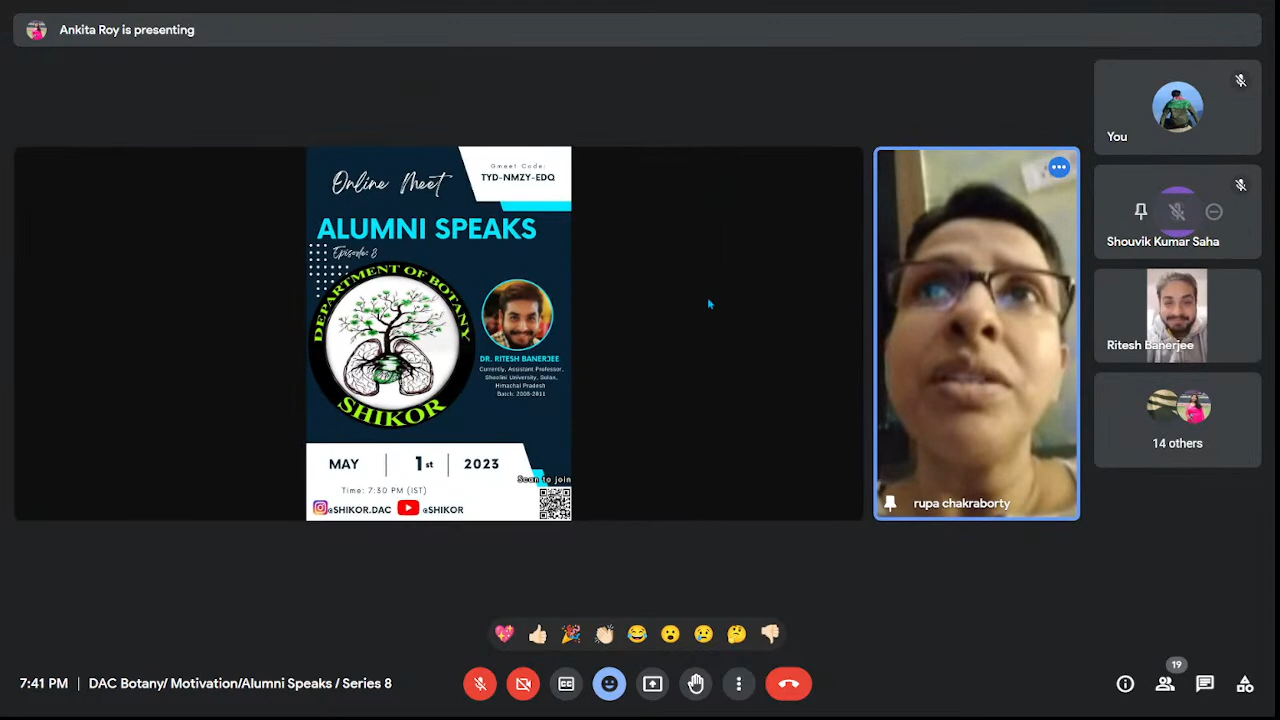 Ankita Roy is presenting
Online Meet
Gmeet Code:
TYD-NMZY-EDQ
ALUMNI SPEAKS
Episode: 8
DEPARTMENT OF BOTANY
SHIKOR
DR. RITESH BANERJEE
Currently, Assistant Professor,
Shoolini University, Solan,
Himachal Pradesh
Batch: 2008-2011
MAY 1st 2023
Scan to join
Time: 7:30 PM (IST)
@SHIKOR.DAC @SHIKOR
rupa chakraborty
You
Shouvik Kumar Saha
Ritesh Banerjee
14 others
7:41 PM | DAC Botany/ Motivation/Alumni Speaks / Series 8
19